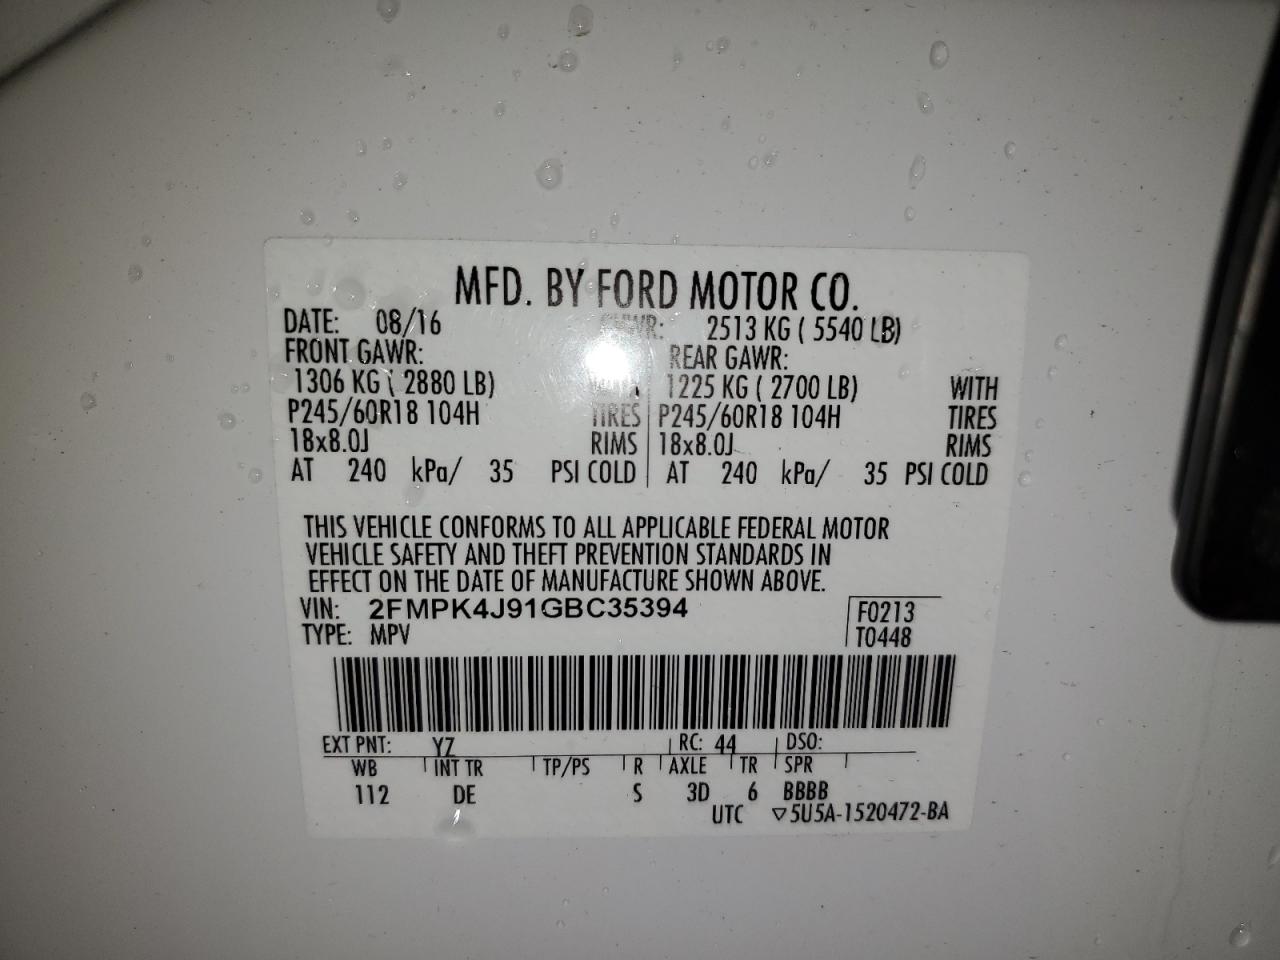 MFD. BY FORD MOTOR CO.
DATE: 08/16 GVWR: 2513 KG ( 5540 LB)
FRONT GAWR: REAR GAWR:
1306 KG ( 2880 LB) WITH 1225 KG ( 2700 LB) WITH
P245/60R18 104H TIRES P245/60R18 104H TIRES
18x8.0J RIMS 18x8.0J RIMS
AT 240 kPa/ 35 PSI COLD AT 240 kPa/ 35 PSI COLD
THIS VEHICLE CONFORMS TO ALL APPLICABLE FEDERAL MOTOR
VEHICLE SAFETY AND THEFT PREVENTION STANDARDS IN
EFFECT ON THE DATE OF MANUFACTURE SHOWN ABOVE.
VIN: 2FMPK4J91GBC35394 F0213
TYPE: MPV T0448
EXT PNT: YZ RC: 44 DSO:
WB INT TR TP/PS R AXLE TR SPR
112 DE S 3D 6 BBBB
UTC ▽5U5A-1520472-BA